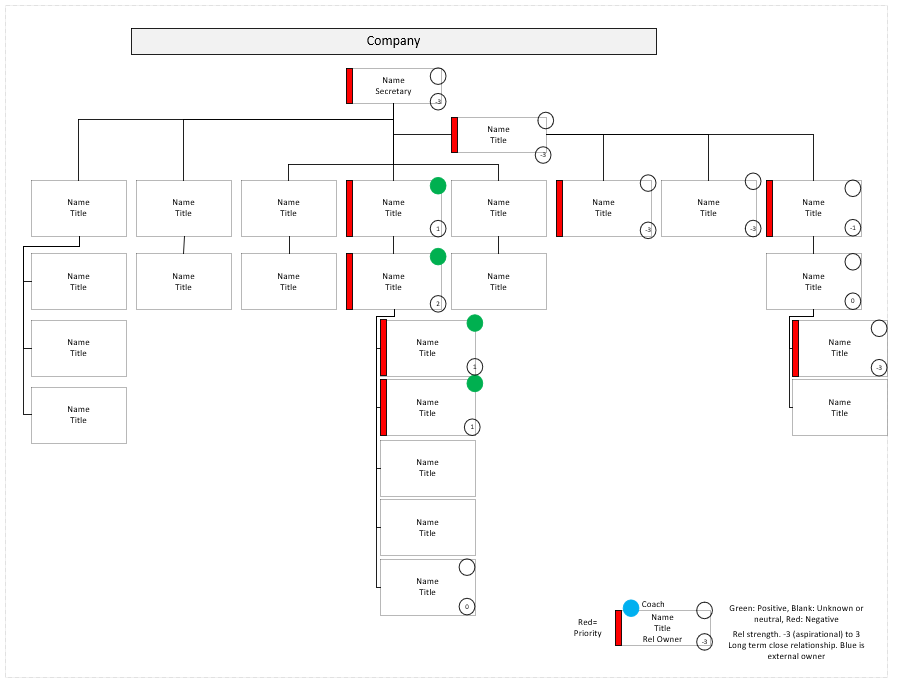 Company
Name
Secretary
-3
Name
Title
-3
Name
Title
Name
Title
Name
Title
Name
Title
1
Name
Title
Name
Title
-3
Name
Title
-3
Name
Title
-1
Name
Title
Name
Title
Name
Title
Name
Title
2
Name
Title
Name
Title
0
Name
Title
Name
Title
1
Name
Title
-3
Name
Title
Name
Title
1
Name
Title
Name
Title
Name
Title
Name
Title
0
Coach
Red=
Priority
Name
Title
Rel Owner
-3
Green: Positive, Blank: Unknown or
neutral, Red: Negative
Rel strength. -3 (aspirational) to 3
Long term close relationship. Blue is
external owner